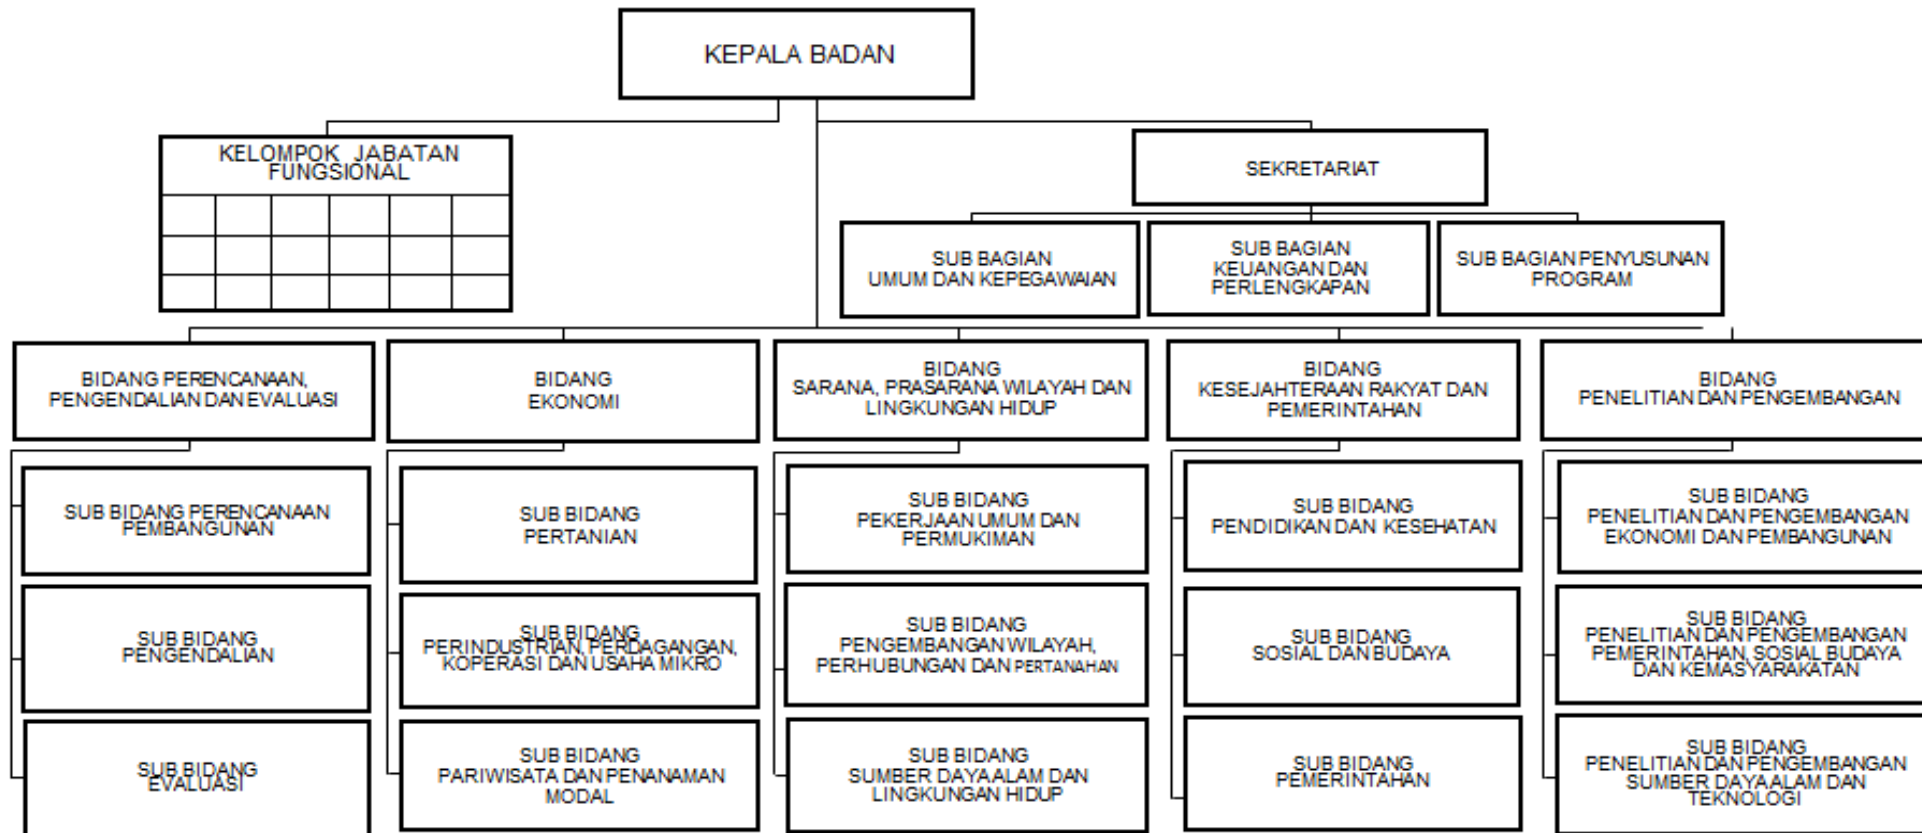 KEPALA BADAN
KELOMPOK JABATAN
FUNGSIONAL
SEKRETARIAT
SUB BAGIAN
UMUM DAN KEPEGAWAIAN
SUB BAGIAN
KEUANGAN DAN
PERLENGKAPAN
SUB BAGIAN PENYUSUNAN
PROGRAM
BIDANG PERENCANAAN,
PENGENDALIAN DAN EVALUASI
BIDANG
EKONOMI
BIDANG
SARANA, PRASARANA WILAYAH DAN
LINGKUNGAN HIDUP
BIDANG
KESEJAHTERAAN RAKYAT DAN
PEMERINTAHAN
BIDANG
PENELITIAN DAN PENGEMBANGAN
SUB BIDANG PERENCANAAN
PEMBANGUNAN
SUB BIDANG
PERTANIAN
SUB BIDANG
PEKERJAAN UMUM DAN
PERMUKIMAN
SUB BIDANG
PENDIDIKAN DAN KESEHATAN
SUB BIDANG
PENELITIAN DAN PENGEMBANGAN
EKONOMI DAN PEMBANGUNAN
SUB BIDANG
PENGENDALIAN
SUB BIDANG
PERINDUSTRIAN, PERDAGANGAN,
KOPERASI DAN USAHA MIKRO
SUB BIDANG
PENGEMBANGAN WILAYAH,
PERHUBUNGAN DAN PERTANAHAN
SUB BIDANG
SOSIAL DAN BUDAYA
SUB BIDANG
PENELITIAN DAN PENGEMBANGAN
PEMERINTAHAN, SOSIAL BUDAYA
DAN KEMASYARAKATAN
SUB BIDANG
EVALUASI
SUB BIDANG
PARIWISATA DAN PENANAMAN
MODAL
SUB BIDANG
SUMBER DAYA ALAM DAN
LINGKUNGAN HIDUP
SUB BIDANG
PEMERINTAHAN
SUB BIDANG
PENELITIAN DAN PENGEMBANGAN
SUMBER DAYA ALAM DAN
TEKNOLOGI